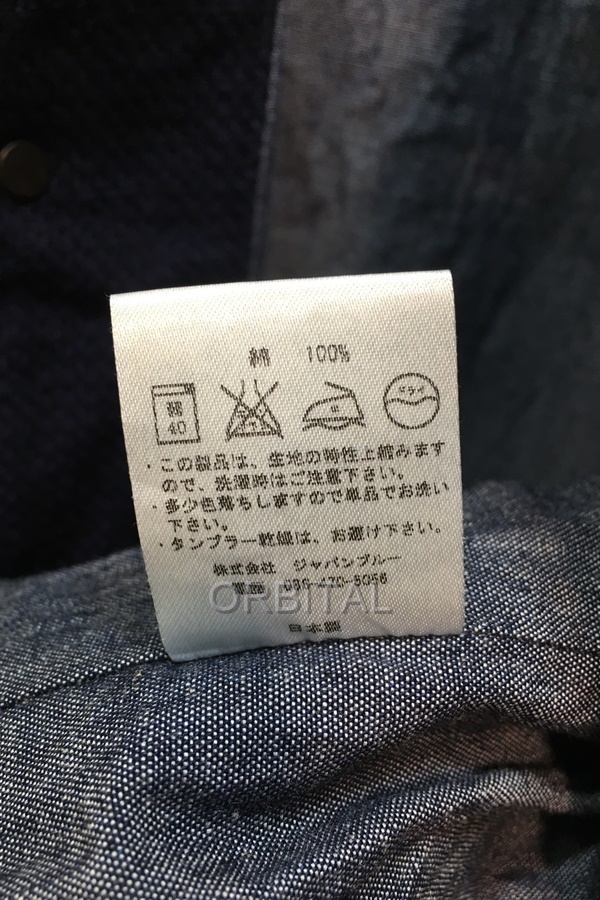 綿 100%
40
ドライ
・この製品は、生地の特性上縮みます
ので、洗濯時はご注意下さい。
・多少色落ちしますので単品でお洗い
下さい。
・タンブラー乾燥は、お避け下さい。
株式会社 ジャパンブルー
ORBITAL
日本製